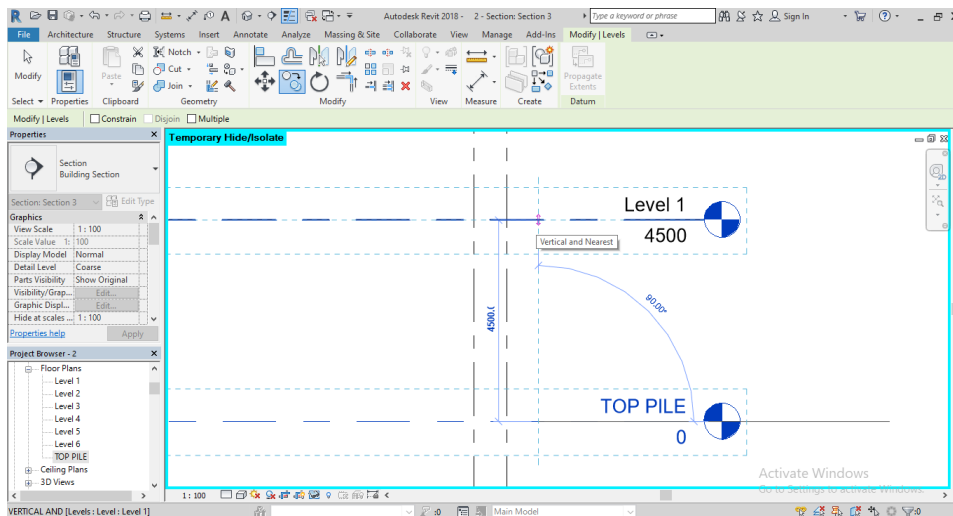 Autodesk Revit 2018 - 2 - Section: Section 3
Type a keyword or phrase
Sign In
File Architecture Structure Systems Insert Annotate Analyze Massing & Site Collaborate View Manage Add-Ins Modify | Levels
Modify
Paste
Notch
Cut
Join
Propagate
Extents
Select Properties Clipboard Geometry Modify View Measure Create Datum
Modify | Levels Constrain Disjoin Multiple
Properties
Section
Building Section
Section: Section 3 Edit Type
Graphics
View Scale 1 : 100
Scale Value 1: 100
Display Model Normal
Detail Level Coarse
Parts Visibility Show Original
Visibility/Grap... Edit...
Graphic Displ... Edit...
Hide at scales ... 1 : 100
Properties help Apply
Project Browser - 2
Floor Plans
Level 1
Level 2
Level 3
Level 4
Level 5
Level 6
TOP PILE
Ceiling Plans
3D Views
Temporary Hide/Isolate
Level 1
4500
Vertical and Nearest
90.00°
4500.(
TOP PILE
0
Activate Windows
Go to Settings to activate Windows.
1 : 100
VERTICAL AND [Levels : Level : Level 1]
:0
Main Model
:0